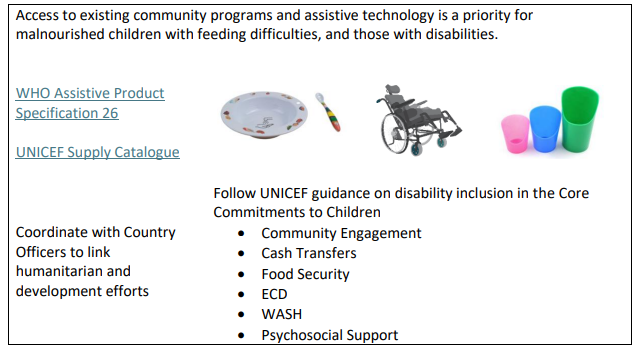 Access to existing community programs and assistive technology is a priority for
malnourished children with feeding difficulties, and those with disabilities.
WHO Assistive Product
Specification 26
UNICEF Supply Catalogue
Follow UNICEF guidance on disability inclusion in the Core
Commitments to Children
Coordinate with Country
Officers to link
humanitarian and
development efforts
• Community Engagement
• Cash Transfers
• Food Security
• ECD
• WASH
• Psychosocial Support